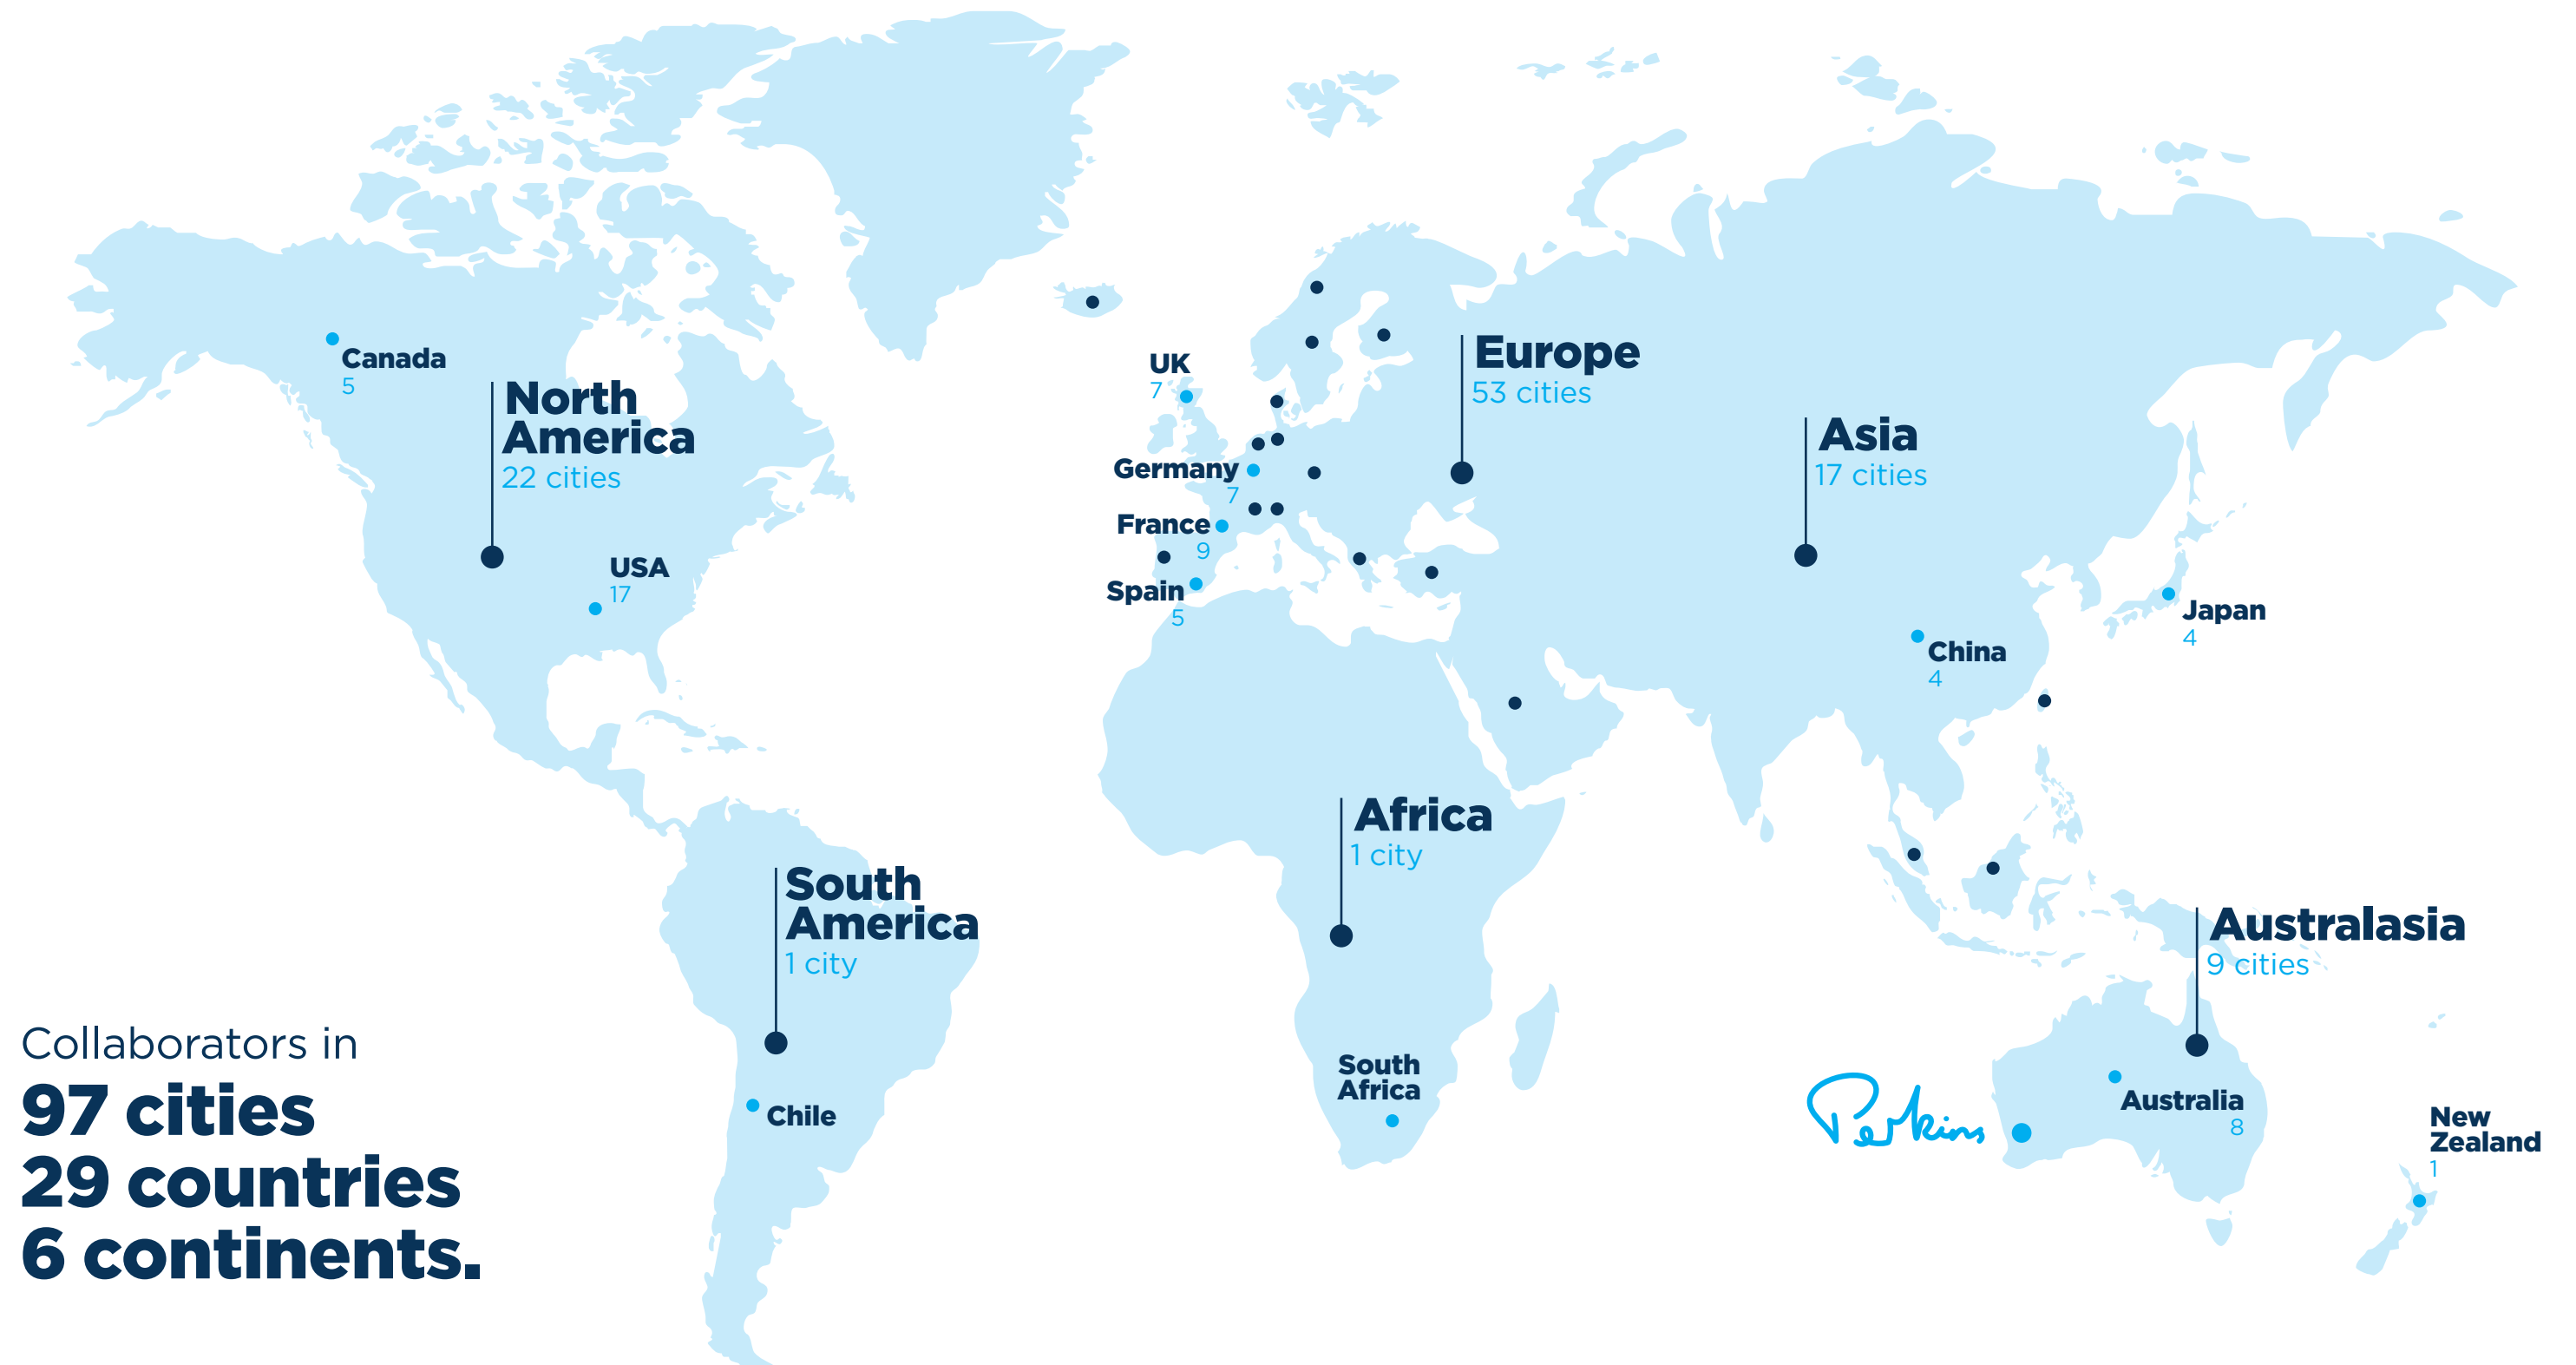 Canada
5
North
America
22 cities
USA
17
UK
7
Germany
7
France
9
Spain
5
Europe
53 cities
Asia
17 cities
Japan
4
China
4
Africa
1 city
South
America
1 city
Chile
South
Africa
Australasia
9 cities
Perkins
Australia
8
New
Zealand
1
Collaborators in
97 cities
29 countries
6 continents.